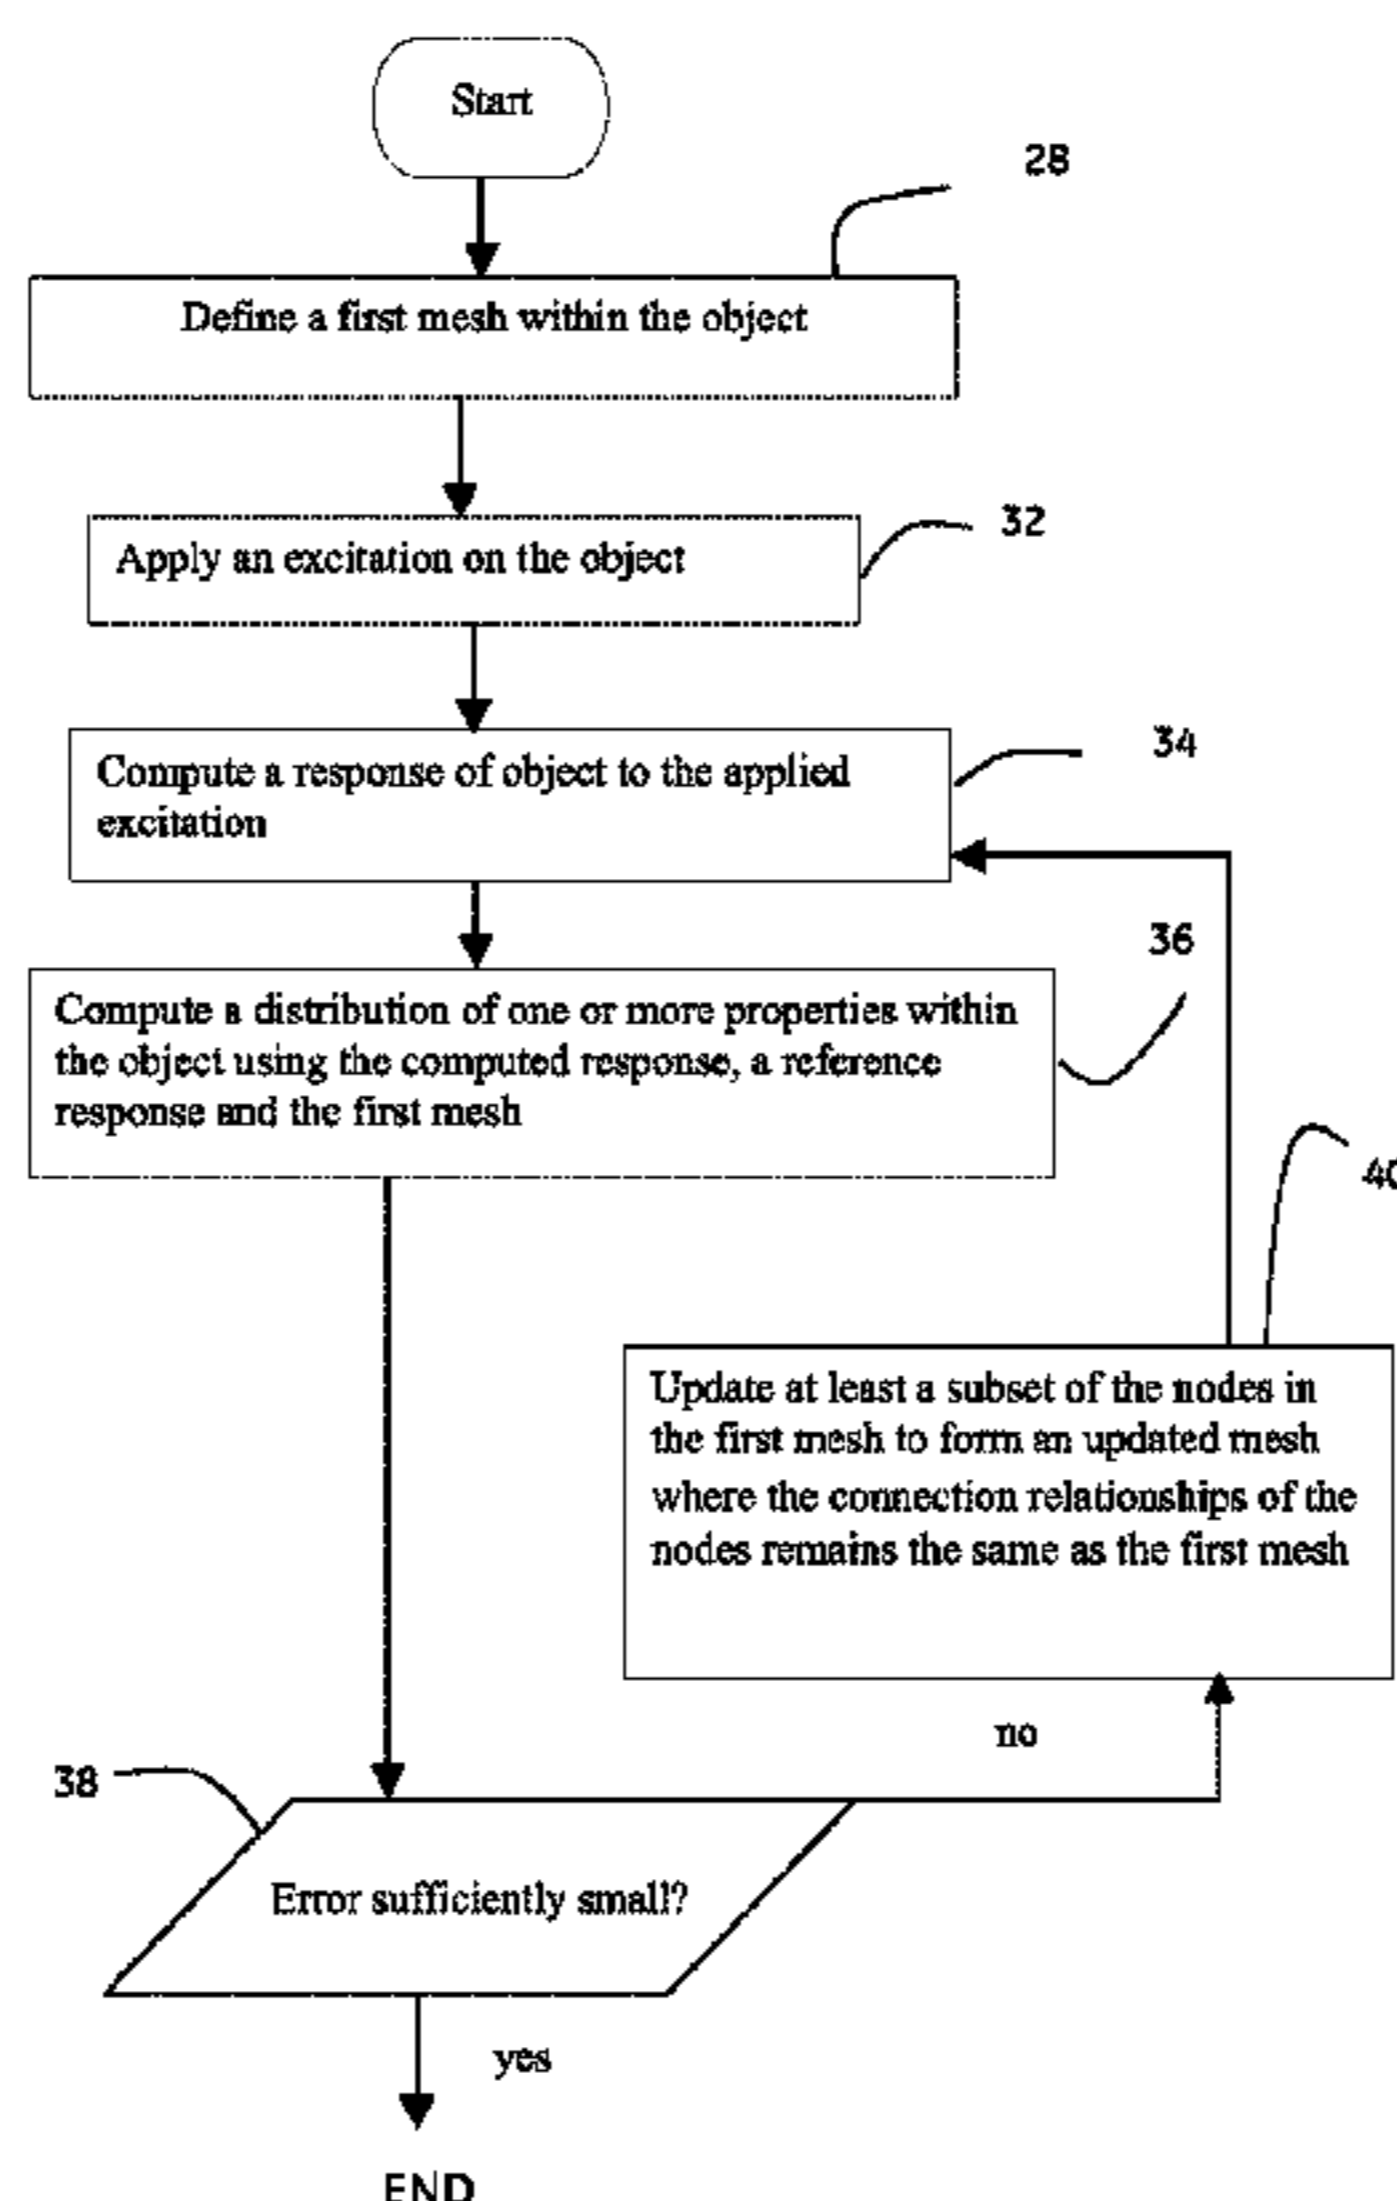 Start
28
Define a first mesh within the object
32
Apply an excitation on the object
34
Compute a response of object to the applied
excitation
36
Compute a distribution of one or more properties within
the object using the computed response, a reference
response and the first mesh
40
Update at least a subset of the nodes in
the first mesh to form an updated mesh
where the connection relationships of the
nodes remains the same as the first mesh
no
38
Error sufficiently small?
yes
END